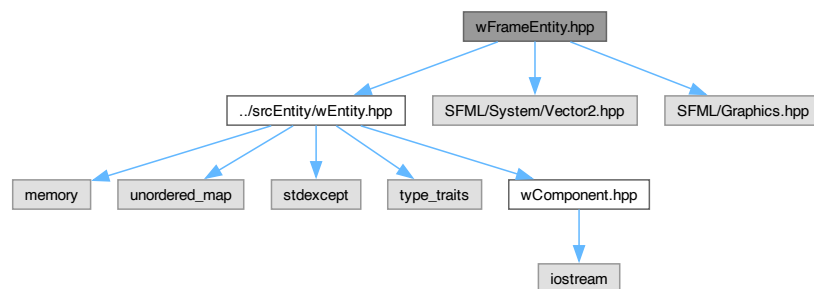 wFrameEntity.hpp
../srcEntity/wEntity.hpp
SFML/System/Vector2.hpp
SFML/Graphics.hpp
memory
unordered_map
stdexcept
type_traits
wComponent.hpp
iostream